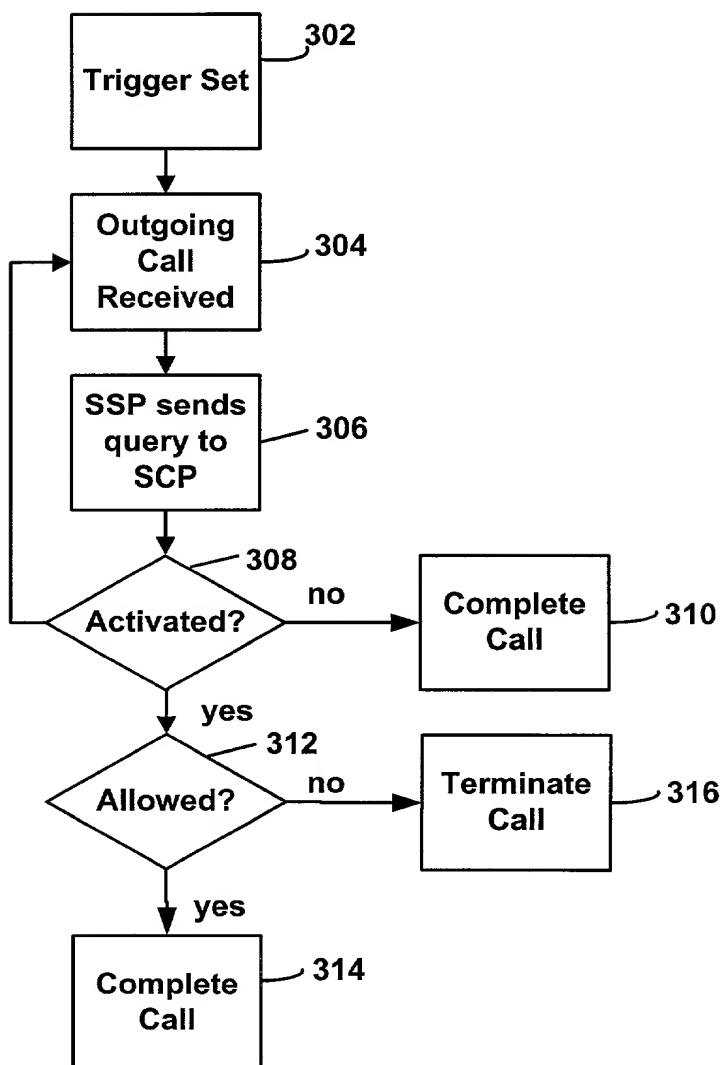 302
Trigger Set
Outgoing
Call
Received
304
SSP sends
query to
SCP
306
308
Activated?
no
Complete
Call
310
yes
312
Allowed?
no
Terminate
Call
316
yes
Complete
Call
314